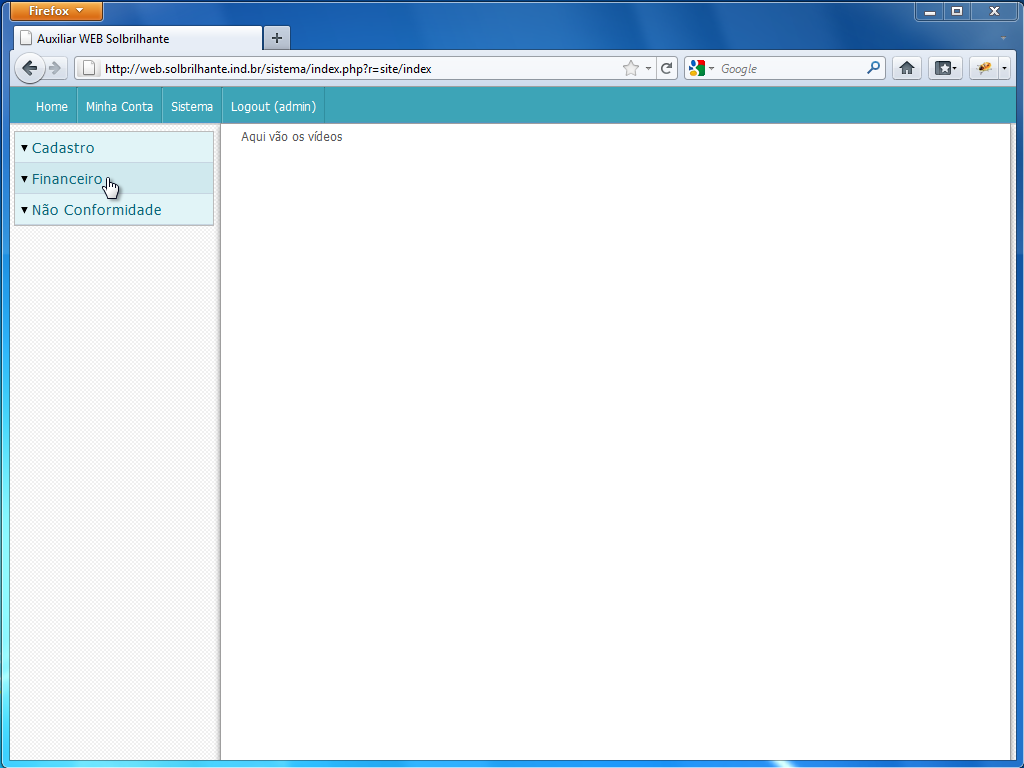 Firefox
Auxiliar WEB Solbrilhante
http://web.solbrilhante.ind.br/sistema/index.php?r=site/index
Google
Home Minha Conta Sistema Logout (admin)
Aqui vão os vídeos
Cadastro
Financeiro
Não Conformidade